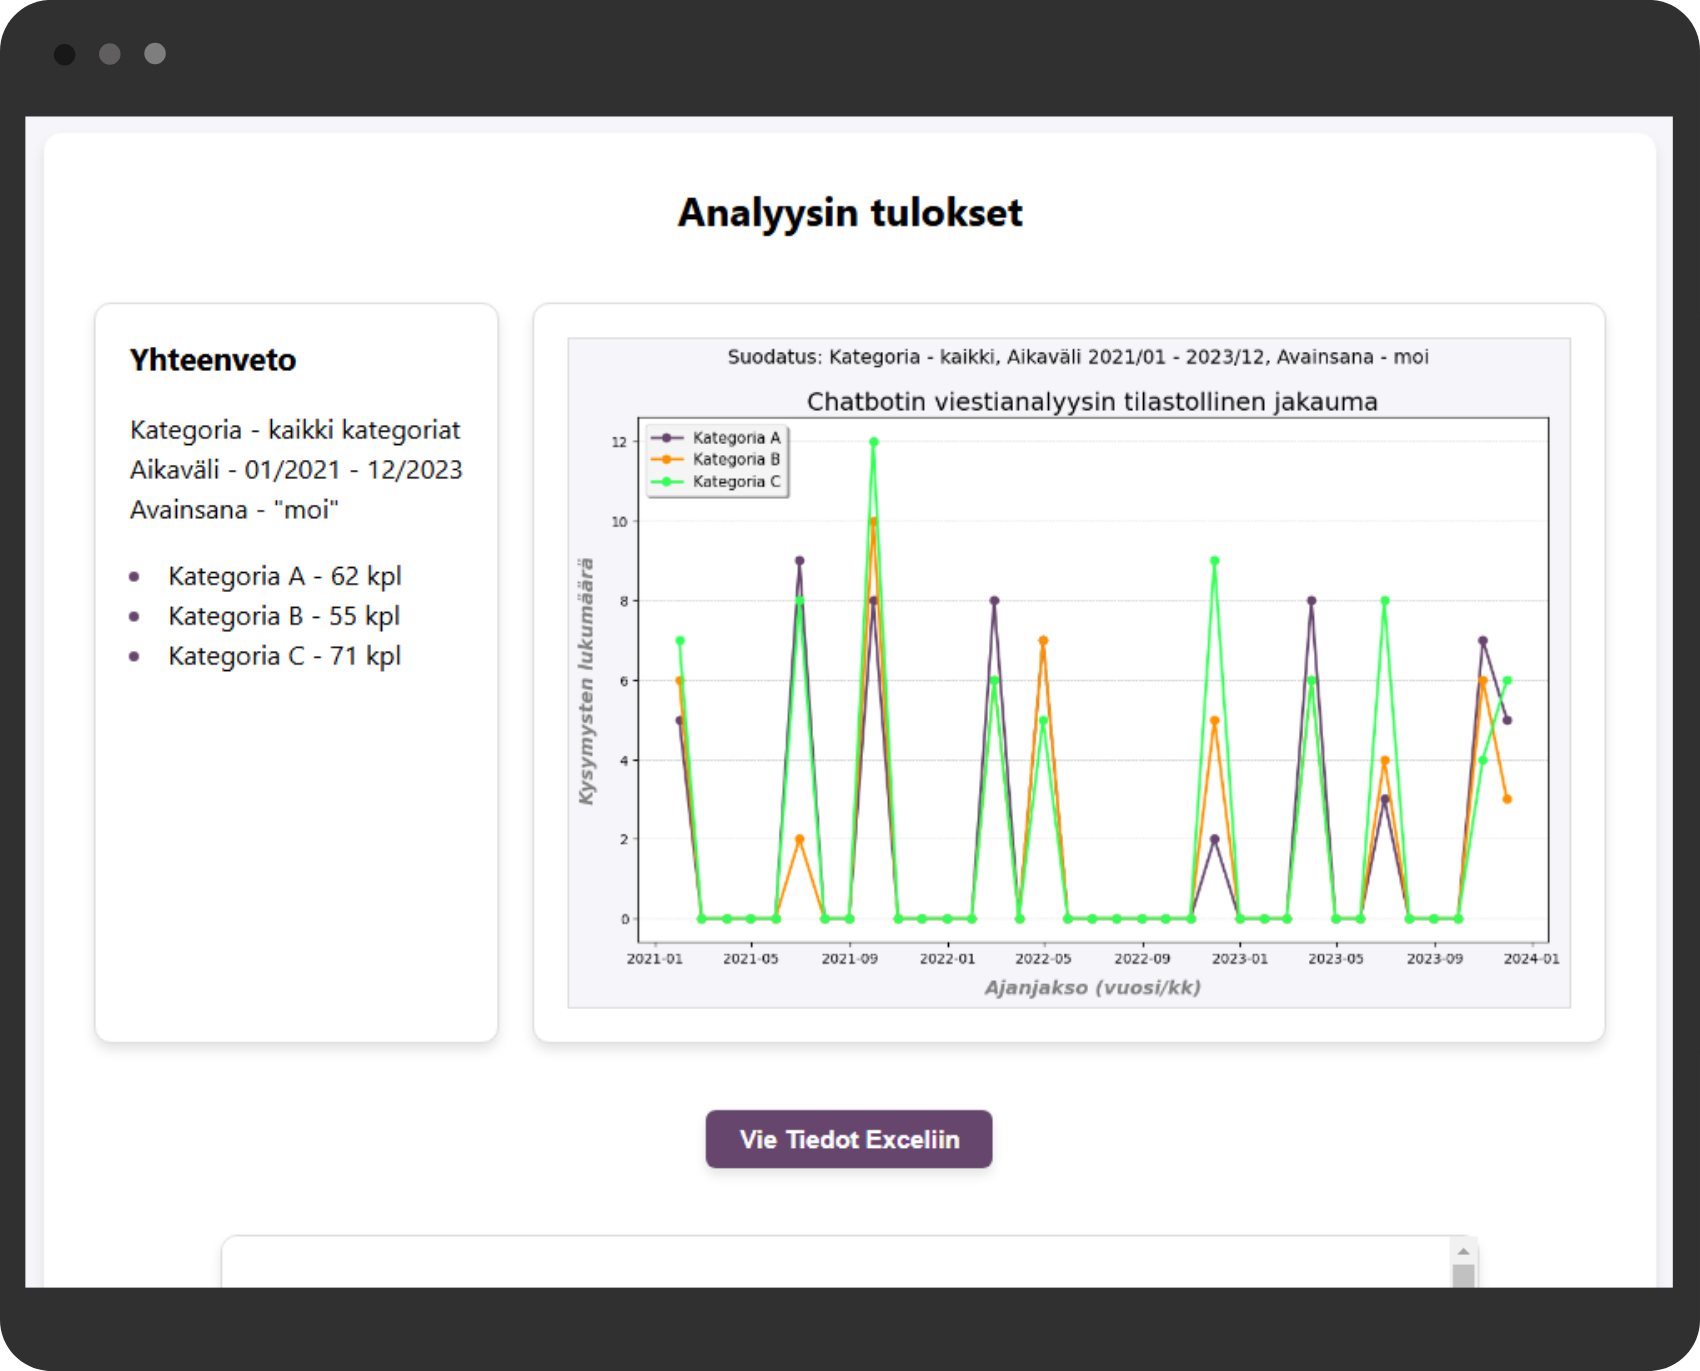 Analyysin tulokset
Yhteenveto
Kategoria - kaikki kategoriat
Aikaväli - 01/2021 - 12/2023
Avainsana - "moi"
Kategoria A - 62 kpl
Kategoria B - 55 kpl
Kategoria C - 71 kpl
Suodatus: Kategoria - kaikki, Aikaväli 2021/01 - 2023/12, Avainsana - moi
Chatbotin viestianalyysin tilastollinen jakauma
Kategoria A
Kategoria B
Kategoria C
Kysymysten lukumäärä
12
10
8
6
4
2
0
2021-01 2021-05 2021-09 2022-01 2022-05 2022-09 2023-01 2023-05 2023-09 2024-01
Ajanjakso (vuosi/kk)
Vie Tiedot Exceliin